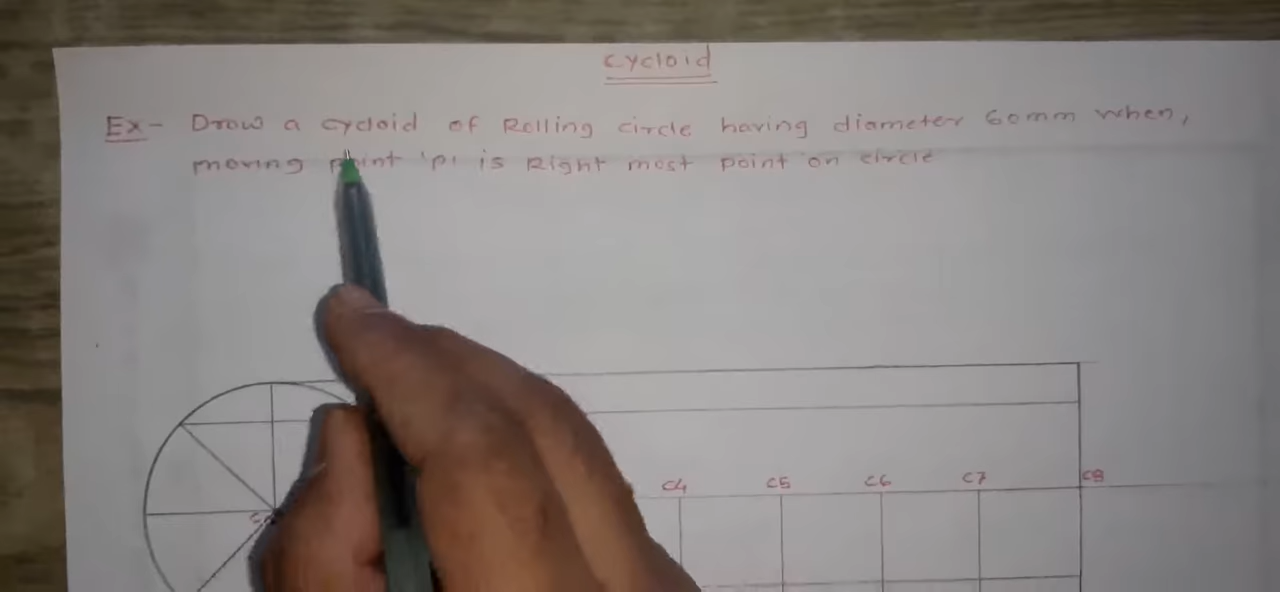 Cycloid
Ex- Draw a cycloid of Rolling circle having diameter 60mm when,
moving point 'P' is Right most point on circle
C4 C5 C6 C7 C8